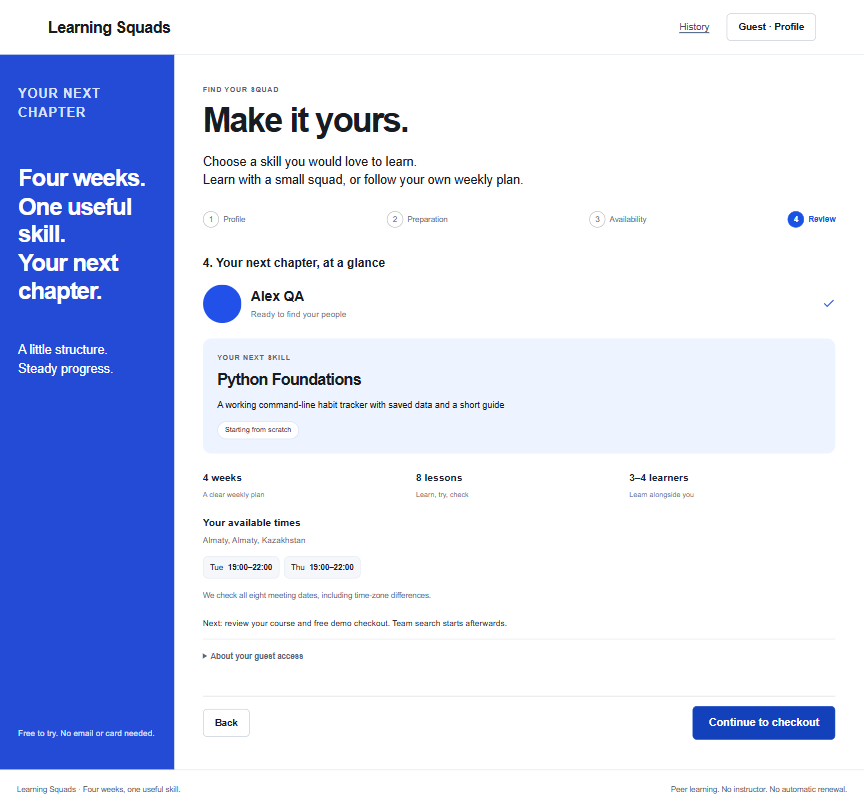 Learning Squads
History
Guest · Profile
YOUR NEXT
CHAPTER
Four weeks.
One useful
skill.
Your next
chapter.
A little structure.
Steady progress.
Free to try. No email or card needed.
FIND YOUR SQUAD
Make it yours.
Choose a skill you would love to learn.
Learn with a small squad, or follow your own weekly plan.
1 Profile
2 Preparation
3 Availability
4 Review
4. Your next chapter, at a glance
Alex QA
Ready to find your people
YOUR NEXT SKILL
Python Foundations
A working command-line habit tracker with saved data and a short guide
Starting from scratch
4 weeks
A clear weekly plan
8 lessons
Learn, try, check
3–4 learners
Learn alongside you
Your available times
Almaty, Almaty, Kazakhstan
Tue 19:00–22:00
Thu 19:00–22:00
We check all eight meeting dates, including time-zone differences.
Next: review your course and free demo checkout. Team search starts afterwards.
About your guest access
Back
Continue to checkout
Learning Squads · Four weeks, one useful skill.
Peer learning. No instructor. No automatic renewal.